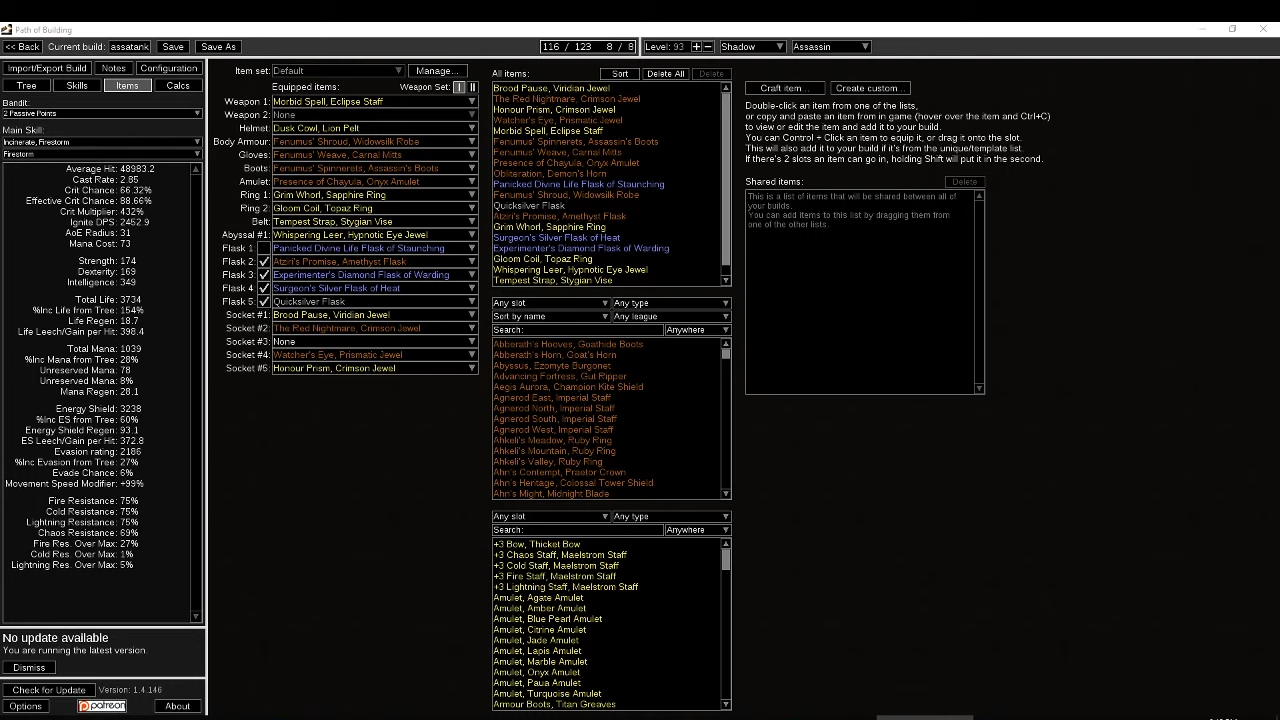 Path of Building
<< Back Current build: assatank Save Save As 116 / 123 8 / 8 Level: 93 + − Shadow Assassin
Import/Export Build Notes Configuration
Tree Skills Items Calcs
Bandit:
2 Passive Points
Main Skill:
Incinerate, Firestorm
Firestorm
Average Hit: 48983.2
Cast Rate: 2.85
Crit Chance: 66.32%
Effective Crit Chance: 88.66%
Crit Multiplier: 432%
Ignite DPS: 2452.9
AoE Radius: 31
Mana Cost: 73
Strength: 174
Dexterity: 169
Intelligence: 349
Total Life: 3734
%Inc Life from Tree: 154%
Life Regen: 18.7
Life Leech/Gain per Hit: 398.4
Total Mana: 1039
%Inc Mana from Tree: 28%
Unreserved Mana: 78
Unreserved Mana: 8%
Mana Regen: 28.1
Energy Shield: 3238
%Inc ES from Tree: 60%
Energy Shield Regen: 93.1
ES Leech/Gain per Hit: 372.8
Evasion rating: 2186
%Inc Evasion from Tree: 27%
Evade Chance: 6%
Movement Speed Modifier: +99%
Fire Resistance: 75%
Cold Resistance: 75%
Lightning Resistance: 75%
Chaos Resistance: 69%
Fire Res. Over Max: 27%
Cold Res. Over Max: 1%
Lightning Res. Over Max: 5%
No update available
You are running the latest version.
Dismiss
Check for Update Version: 1.4.146
Options patreon About
Item set: Default Manage...
Equipped items: Weapon Set: I II
Weapon 1: Morbid Spell, Eclipse Staff
Weapon 2: None
Helmet: Dusk Cowl, Lion Pelt
Body Armour: Fenumus' Shroud, Widowsilk Robe
Gloves: Fenumus' Weave, Carnal Mitts
Boots: Fenumus' Spinnerets, Assassin's Boots
Amulet: Presence of Chayula, Onyx Amulet
Ring 1: Grim Whorl, Sapphire Ring
Ring 2: Gloom Coil, Topaz Ring
Belt: Tempest Strap, Stygian Vise
Abyssal #1: Whispering Leer, Hypnotic Eye Jewel
Flask 1: Panicked Divine Life Flask of Staunching
Flask 2: Atziri's Promise, Amethyst Flask
Flask 3: Experimenter's Diamond Flask of Warding
Flask 4: Surgeon's Silver Flask of Heat
Flask 5: Quicksilver Flask
Socket #1: Brood Pause, Viridian Jewel
Socket #2: The Red Nightmare, Crimson Jewel
Socket #3: None
Socket #4: Watcher's Eye, Prismatic Jewel
Socket #5: Honour Prism, Crimson Jewel
All items: Sort Delete All Delete
Brood Pause, Viridian Jewel
The Red Nightmare, Crimson Jewel
Honour Prism, Crimson Jewel
Watcher's Eye, Prismatic Jewel
Morbid Spell, Eclipse Staff
Fenumus' Spinnerets, Assassin's Boots
Fenumus' Weave, Carnal Mitts
Presence of Chayula, Onyx Amulet
Obliteration, Demon's Horn
Panicked Divine Life Flask of Staunching
Fenumus' Shroud, Widowsilk Robe
Quicksilver Flask
Atziri's Promise, Amethyst Flask
Grim Whorl, Sapphire Ring
Surgeon's Silver Flask of Heat
Experimenter's Diamond Flask of Warding
Gloom Coil, Topaz Ring
Whispering Leer, Hypnotic Eye Jewel
Tempest Strap, Stygian Vise
Any slot Any type
Sort by name Any league
Search: Anywhere
Abberath's Hooves, Goathide Boots
Abberath's Horn, Goat's Horn
Abyssus, Ezomyte Burgonet
Advancing Fortress, Gut Ripper
Aegis Aurora, Champion Kite Shield
Agnerod East, Imperial Staff
Agnerod North, Imperial Staff
Agnerod South, Imperial Staff
Agnerod West, Imperial Staff
Ahkeli's Meadow, Ruby Ring
Ahkeli's Mountain, Ruby Ring
Ahkeli's Valley, Ruby Ring
Ahn's Contempt, Praetor Crown
Ahn's Heritage, Colossal Tower Shield
Ahn's Might, Midnight Blade
Any slot Any type
Search: Anywhere
+3 Bow, Thicket Bow
+3 Chaos Staff, Maelstrom Staff
+3 Cold Staff, Maelstrom Staff
+3 Fire Staff, Maelstrom Staff
+3 Lightning Staff, Maelstrom Staff
Amulet, Agate Amulet
Amulet, Amber Amulet
Amulet, Blue Pearl Amulet
Amulet, Citrine Amulet
Amulet, Jade Amulet
Amulet, Lapis Amulet
Amulet, Marble Amulet
Amulet, Onyx Amulet
Amulet, Paua Amulet
Amulet, Turquoise Amulet
Armour Boots, Titan Greaves
Craft item... Create custom...
Double-click an item from one of the lists,
or copy and paste an item from in game (hover over the item and Ctrl+C)
to view or edit the item and add it to your build.
You can Control + Click an item to equip it, or drag it onto the slot.
This will also add it to your build if it's from the unique/template list.
If there's 2 slots an item can go in, holding Shift will put it in the second.
Shared items: Delete
This is a list of items that will be shared between all of
your builds.
You can add items to this list by dragging them from
one of the other lists.